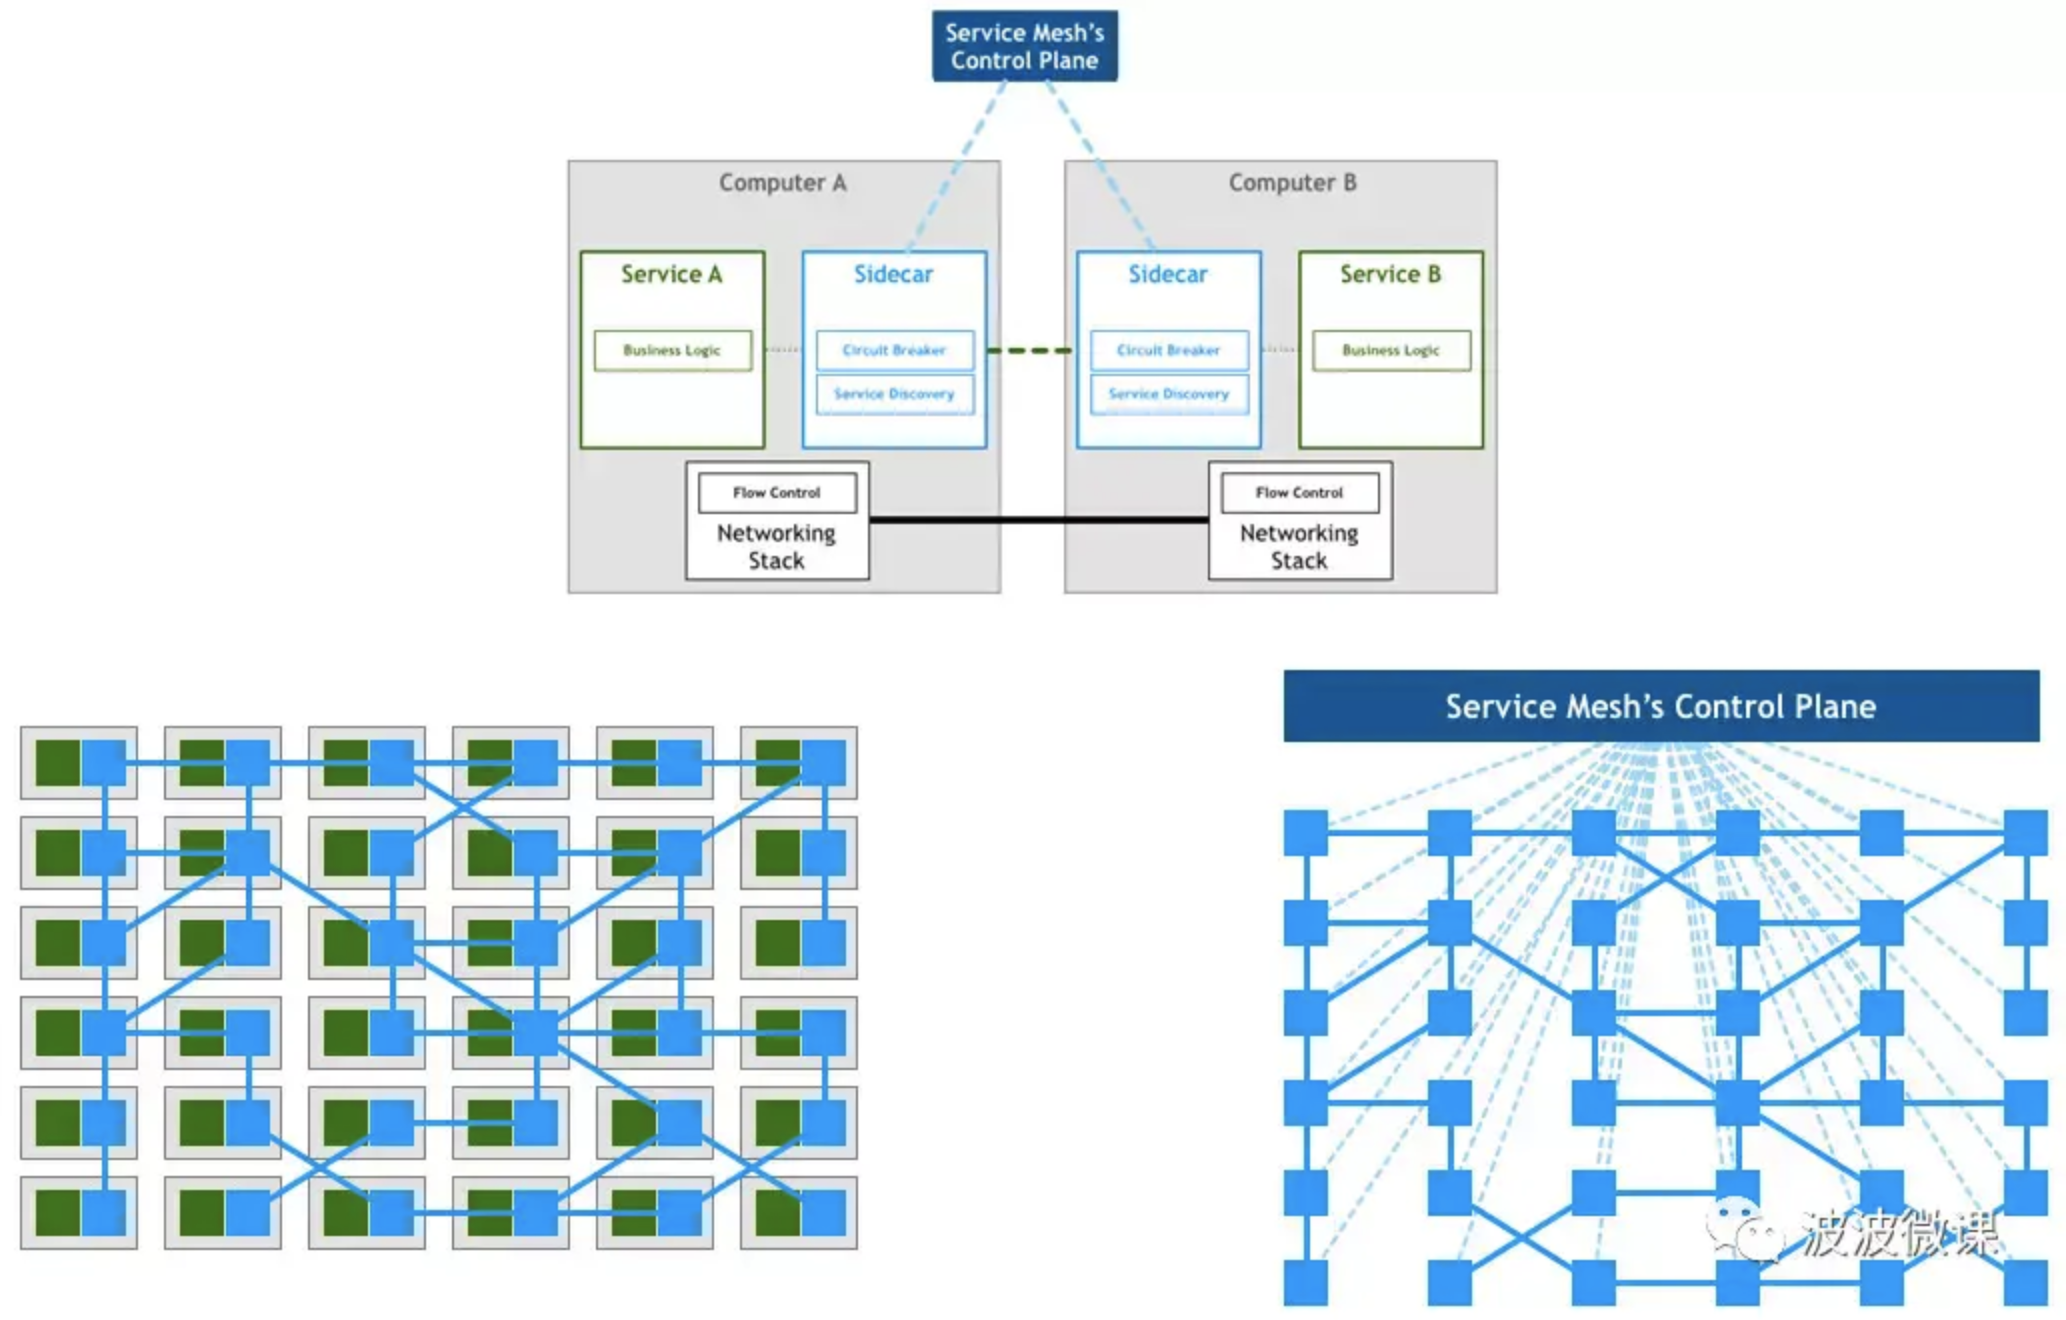 Service Mesh's
Control Plane
Computer A
Computer B
Service A
Sidecar
Sidecar
Service B
Business Logic
Circuit Breaker
Circuit Breaker
Business Logic
Service Discovery
Service Discovery
Flow Control
Flow Control
Networking
Stack
Networking
Stack
Service Mesh's Control Plane
波波微课